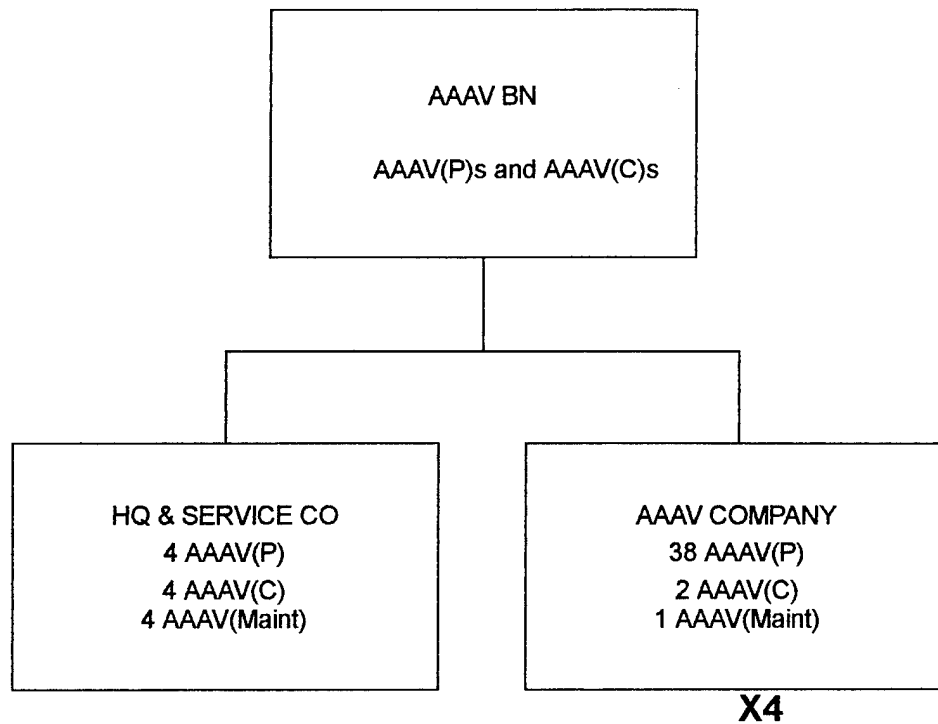 AAAV BN
AAAV(P)s and AAAV(C)s
HQ & SERVICE CO
4 AAAV(P)
4 AAAV(C)
4 AAAV(Maint)
AAAV COMPANY
38 AAAV(P)
2 AAAV(C)
1 AAAV(Maint)
X4